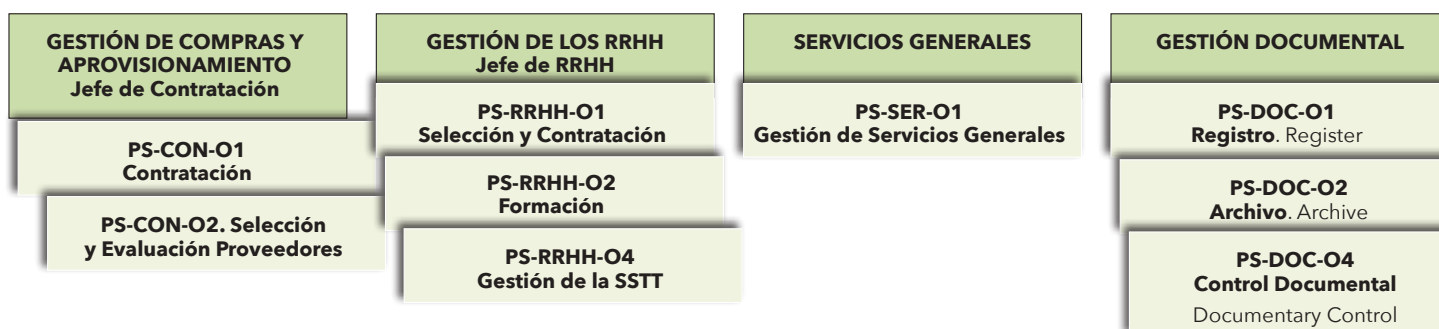 GESTIÓN DE COMPRAS Y
APROVISIONAMIENTO
Jefe de Contratación
PS-CON-O1
Contratación
PS-CON-O2. Selección
y Evaluación Proveedores
GESTIÓN DE LOS RRHH
Jefe de RRHH
PS-RRHH-O1
Selección y Contratación
PS-RRHH-O2
Formación
PS-RRHH-O4
Gestión de la SSTT
SERVICIOS GENERALES
PS-SER-O1
Gestión de Servicios Generales
GESTIÓN DOCUMENTAL
PS-DOC-O1
Registro. Register
PS-DOC-O2
Archivo. Archive
PS-DOC-O4
Control Documental
Documentary Control